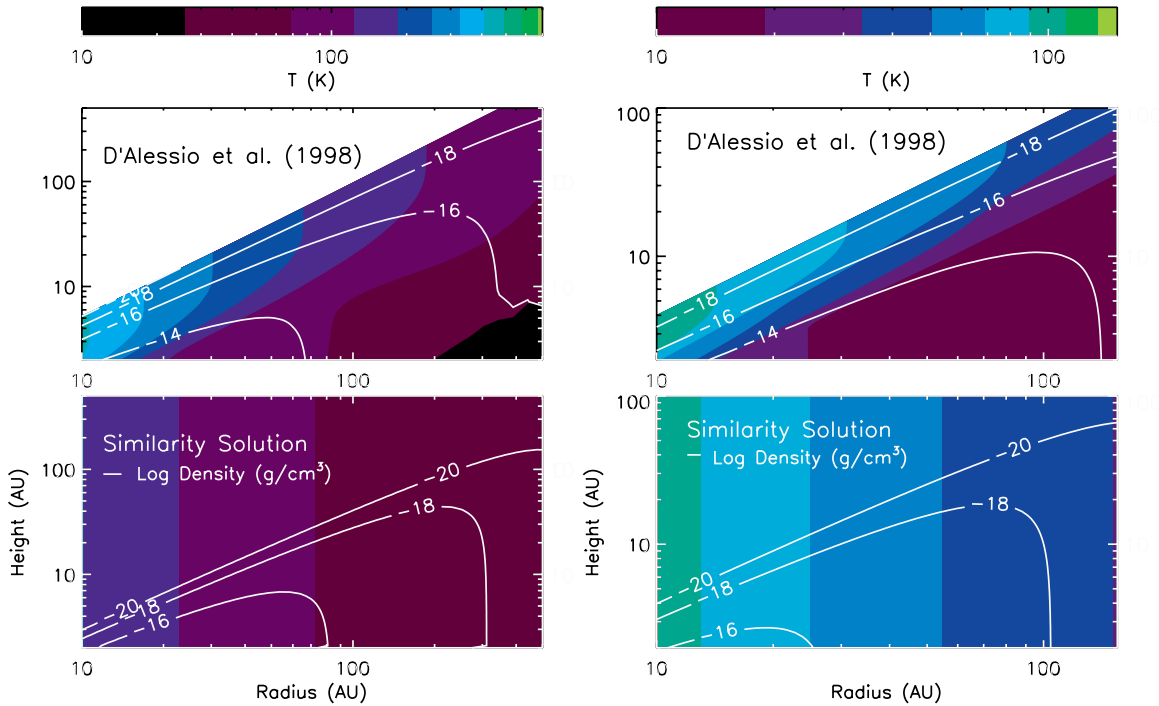 10 100
T (K)
10 100
T (K)
D'Alessio et al. (1998)
100
10
-18
-16
-20
-18
-16
-14
10 100
D'Alessio et al. (1998)
100
10
-18
-16
-18
-16
-14
10 100
Similarity Solution
— Log Density (g/cm³)
Height (AU)
100
10
-20
-18
-20
-18
-16
10 100
Radius (AU)
Similarity Solution
— Log Density (g/cm³)
Height (AU)
100
10
-20
-18
-20
-18
-16
10 100
Radius (AU)